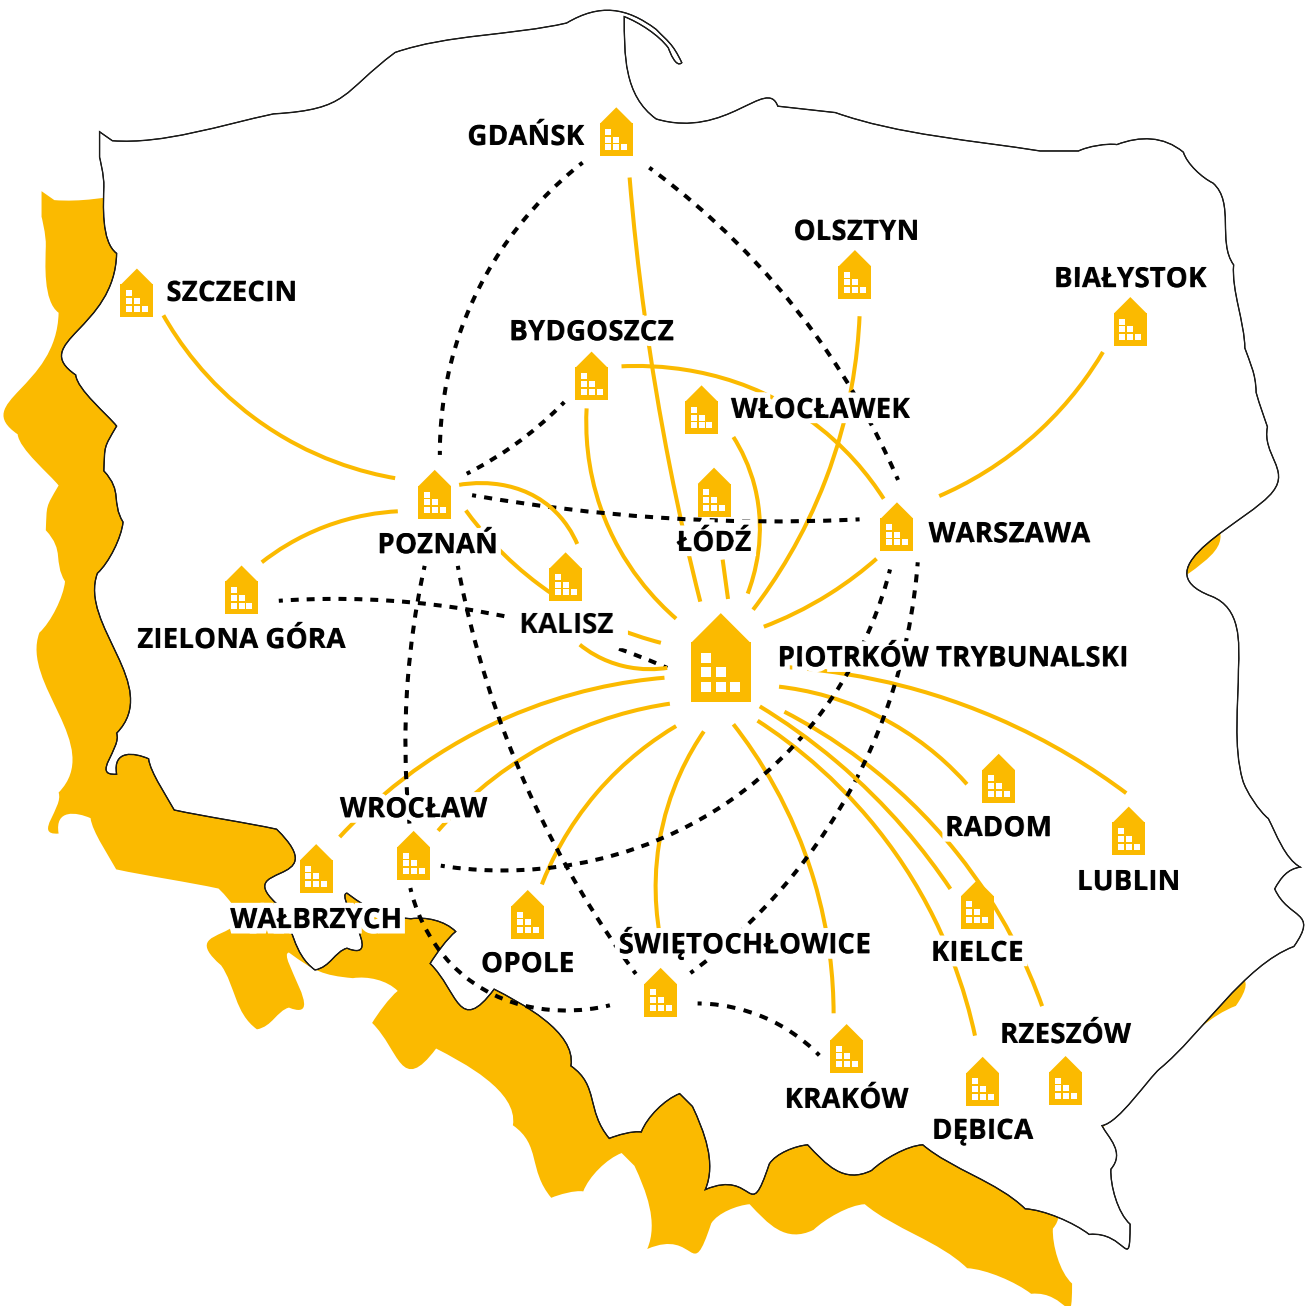 GDAŃSK
OLSZTYN
BIAŁYSTOK
SZCZECIN
BYDGOSZCZ
WŁOCŁAWEK
WARSZAWA
ŁÓDŹ
POZNAŃ
KALISZ
ZIELONA GÓRA
PIOTRKÓW TRYBUNALSKI
WROCŁAW
RADOM
LUBLIN
WAŁBRZYCH
ŚWIĘTOCHŁOWICE
KIELCE
OPOLE
RZESZÓW
KRAKÓW
DĘBICA